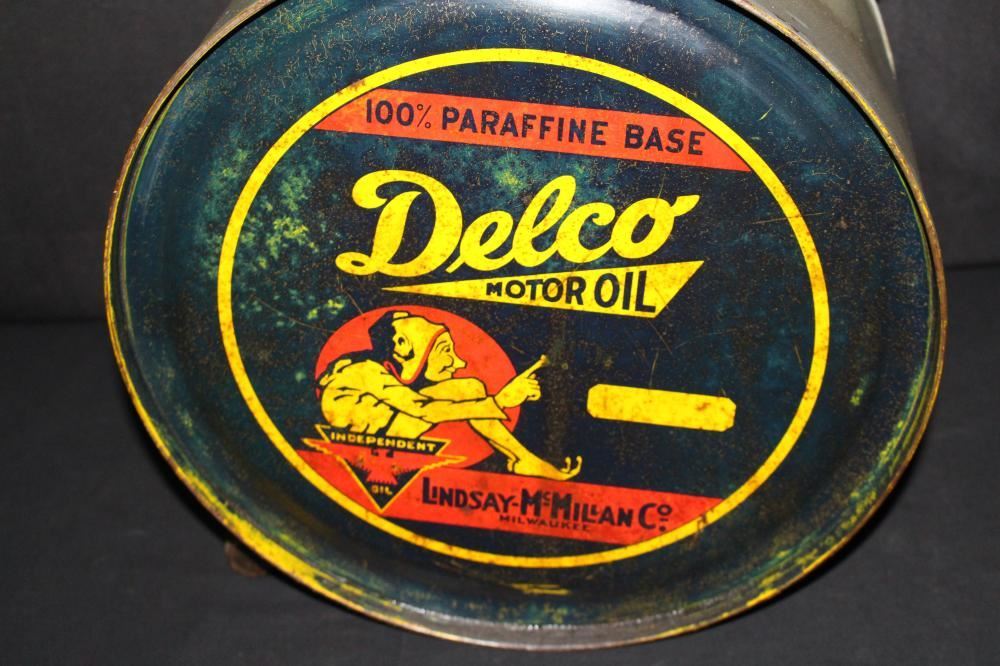 100% PARAFFINE BASE
Delco
MOTOR OIL
INDEPENDENT
OIL
LINDSAY-McMILLAN Co.
MILWAUKEE